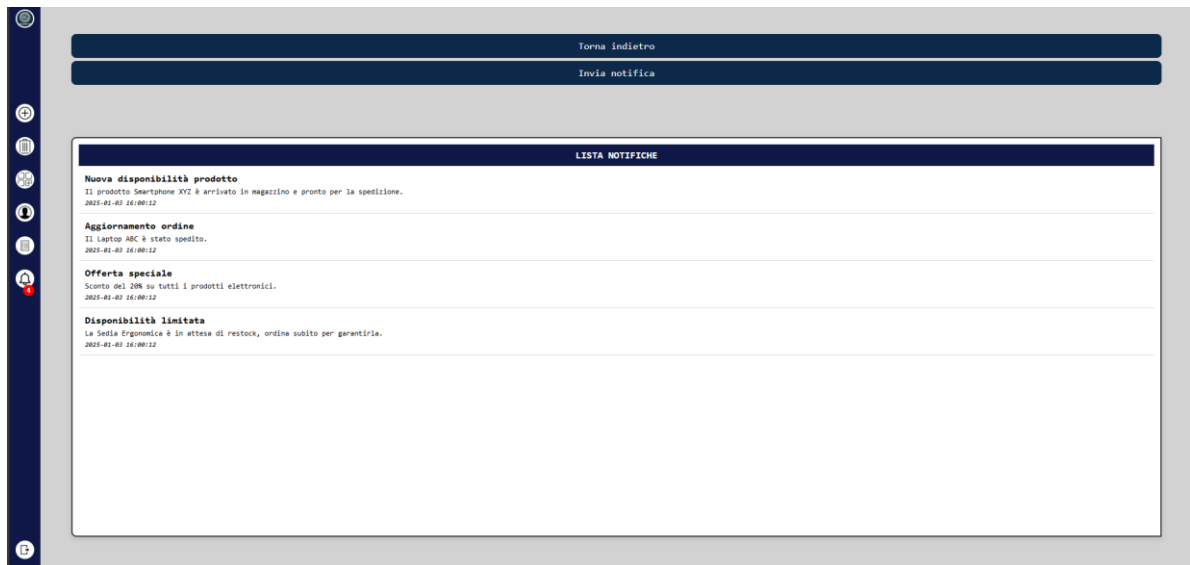 Torna indietro
Invia notifica
LISTA NOTIFICHE
Nuova disponibilità prodotto
Il prodotto Smartphone XYZ è arrivato in magazzino e pronto per la spedizione.
2025-01-03 16:00:12
Aggiornamento ordine
Il Laptop ABC è stato spedito.
2025-01-03 16:00:12
Offerta speciale
Sconto del 20% su tutti i prodotti elettronici.
2025-01-03 16:00:12
Disponibilità limitata
La Sedia Ergonomica è in attesa di restock, ordina subito per garantirla.
2025-01-03 16:00:12
4